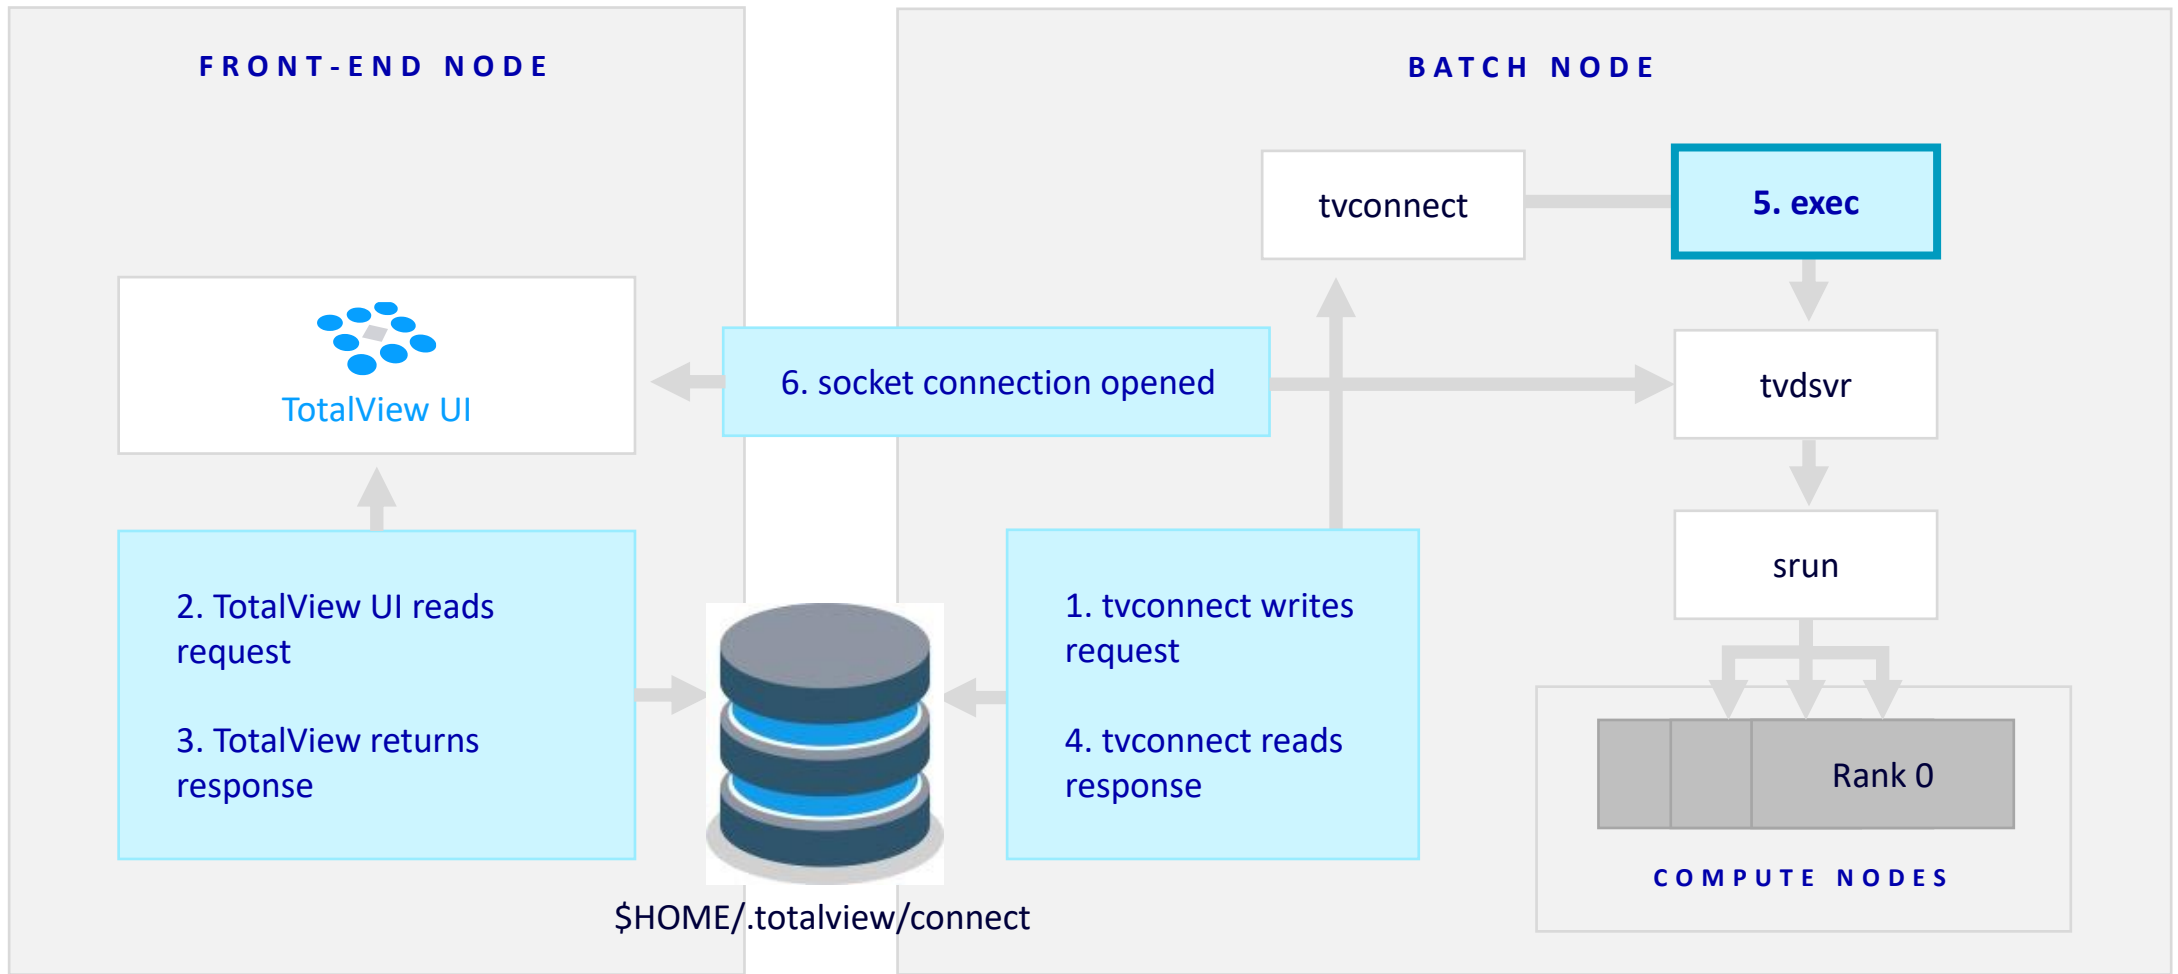 FRONT-END NODE
BATCH NODE
tvconnect
5. exec
TotalView UI
6. socket connection opened
tvdsvr
srun
2. TotalView UI reads
request
3. TotalView returns
response
1. tvconnect writes
request
4. tvconnect reads
response
Rank 0
COMPUTE NODES
$HOME/.totalview/connect